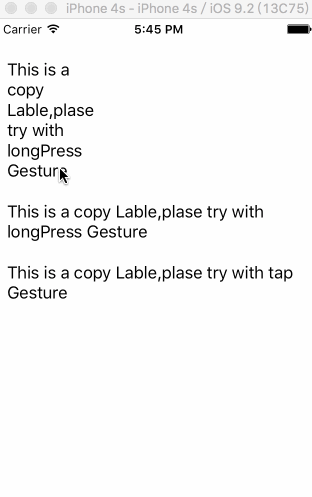 iPhone 4s - iPhone 4s / iOS 9.2 (13C75)
Carrier 5:45 PM
This is a
copy
Lable,plase
try with
longPress
Gesture
This is a copy Lable,plase try with
longPress Gesture
This is a copy Lable,plase try with tap
Gesture